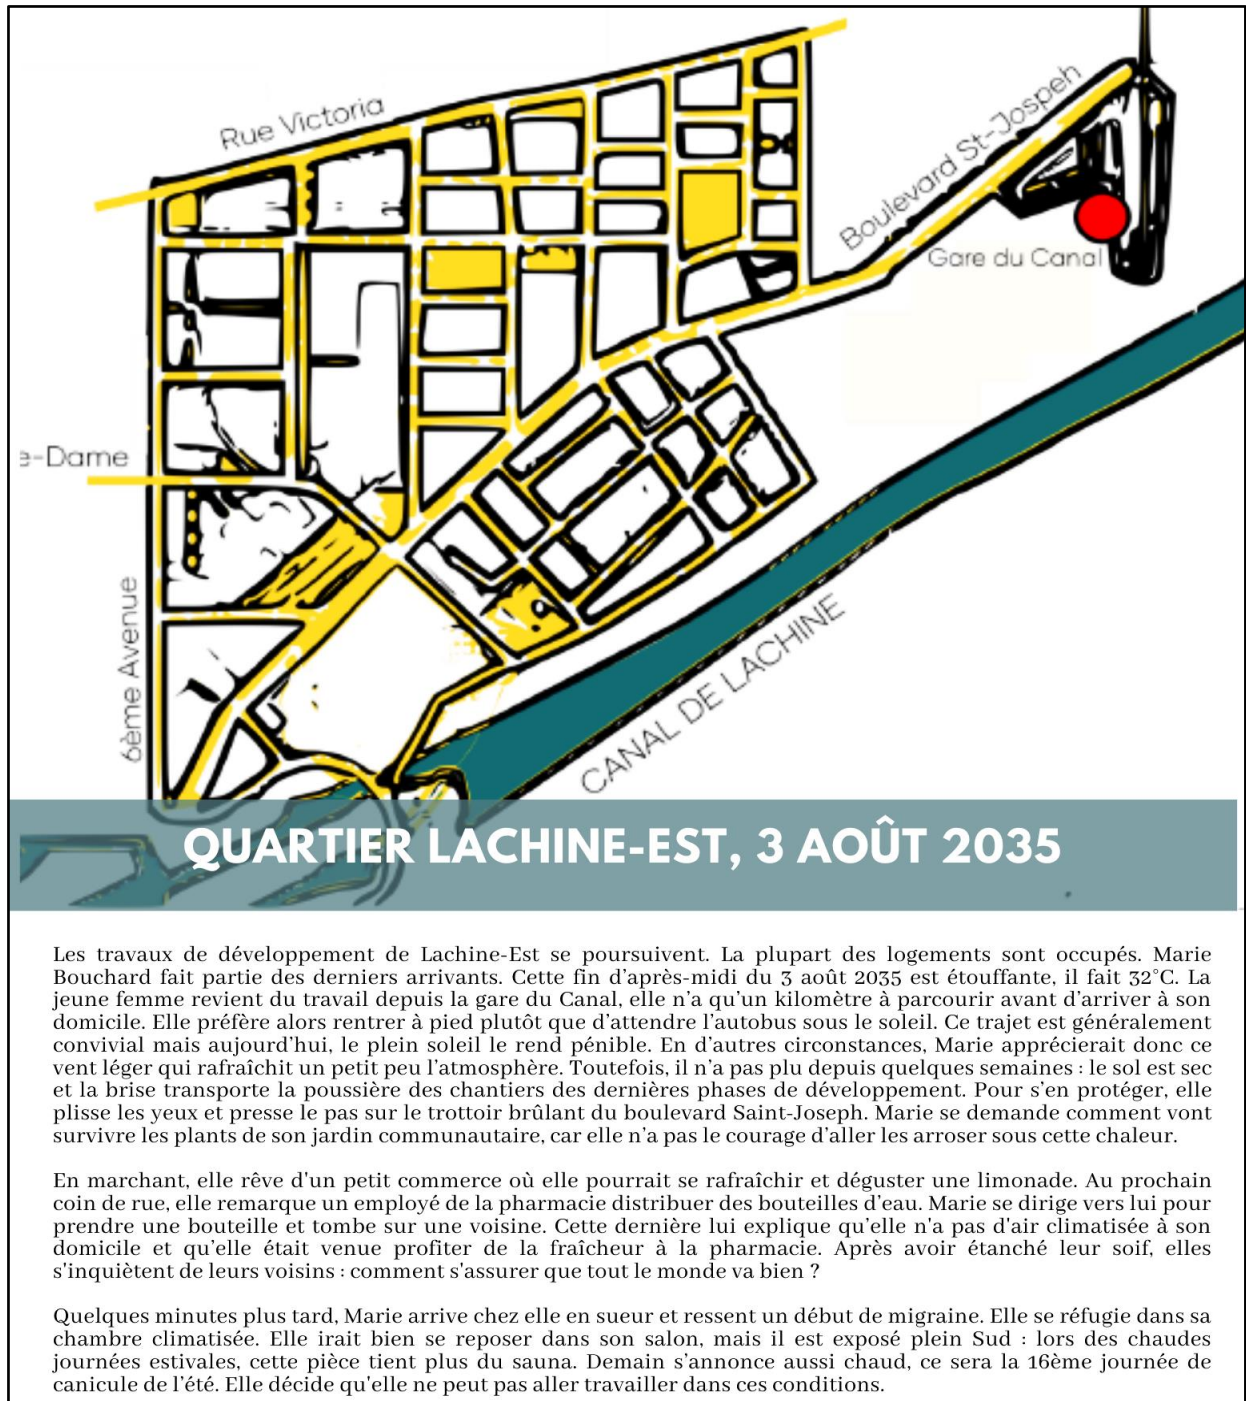 Rue Victoria
Boulevard St-Jospeh
Gare du Canal
e-Dame
6ème Avenue
CANAL DE LACHINE
QUARTIER LACHINE-EST, 3 AOÛT 2035
Les travaux de développement de Lachine-Est se poursuivent. La plupart des logements sont occupés. Marie
Bouchard fait partie des derniers arrivants. Cette fin d'après-midi du 3 août 2035 est étouffante, il fait 32°C. La
jeune femme revient du travail depuis la gare du Canal, elle n'a qu'un kilomètre à parcourir avant d'arriver à son
domicile. Elle préfère alors rentrer à pied plutôt que d'attendre l'autobus sous le soleil. Ce trajet est généralement
convivial mais aujourd'hui, le plein soleil le rend pénible. En d'autres circonstances, Marie apprécierait donc ce
vent léger qui rafraîchit un petit peu l'atmosphère. Toutefois, il n'a pas plu depuis quelques semaines : le sol est sec
et la brise transporte la poussière des chantiers des dernières phases de développement. Pour s'en protéger, elle
plisse les yeux et presse le pas sur le trottoir brûlant du boulevard Saint-Joseph. Marie se demande comment vont
survivre les plants de son jardin communautaire, car elle n'a pas le courage d'aller les arroser sous cette chaleur.
En marchant, elle rêve d'un petit commerce où elle pourrait se rafraîchir et déguster une limonade. Au prochain
coin de rue, elle remarque un employé de la pharmacie distribuer des bouteilles d'eau. Marie se dirige vers lui pour
prendre une bouteille et tombe sur une voisine. Cette dernière lui explique qu'elle n'a pas d'air climatisée à son
domicile et qu'elle était venue profiter de la fraîcheur à la pharmacie. Après avoir étanché leur soif, elles
s'inquiètent de leurs voisins : comment s'assurer que tout le monde va bien ?
Quelques minutes plus tard, Marie arrive chez elle en sueur et ressent un début de migraine. Elle se réfugie dans sa
chambre climatisée. Elle irait bien se reposer dans son salon, mais il est exposé plein Sud : lors des chaudes
journées estivales, cette pièce tient plus du sauna. Demain s'annonce aussi chaud, ce sera la 16ème journée de
canicule de l'été. Elle décide qu'elle ne peut pas aller travailler dans ces conditions.